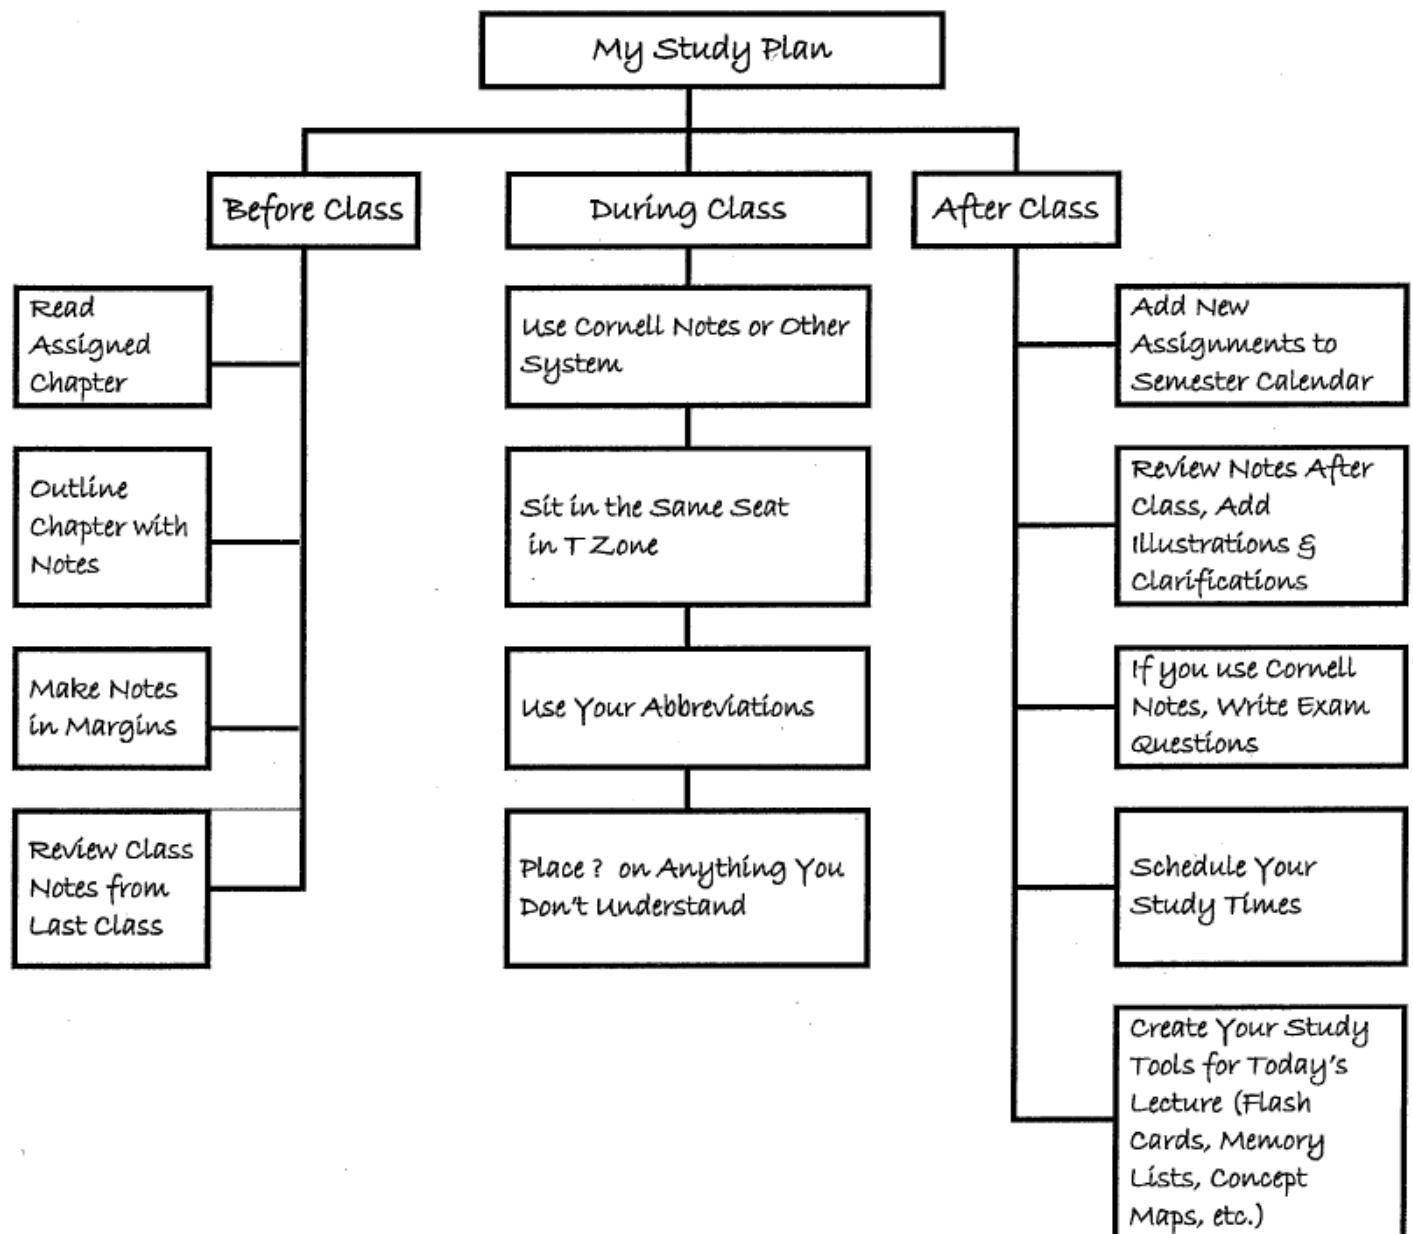 My Study Plan
Before Class
During Class
After Class
Read
Assigned
Chapter
Outline
Chapter with
Notes
Make Notes
in Margins
Review Class
Notes from
Last Class
Use Cornell Notes or Other
System
Sit in the Same Seat
in T Zone
Use Your Abbreviations
Place ? on Anything You
Don't Understand
Add New
Assignments to
Semester Calendar
Review Notes After
Class, Add
Illustrations &
Clarifications
If you use Cornell
Notes, Write Exam
Questions
Schedule Your
Study Times
Create Your Study
Tools for Today's
Lecture (Flash
Cards, Memory
Lists, Concept
Maps, etc.)